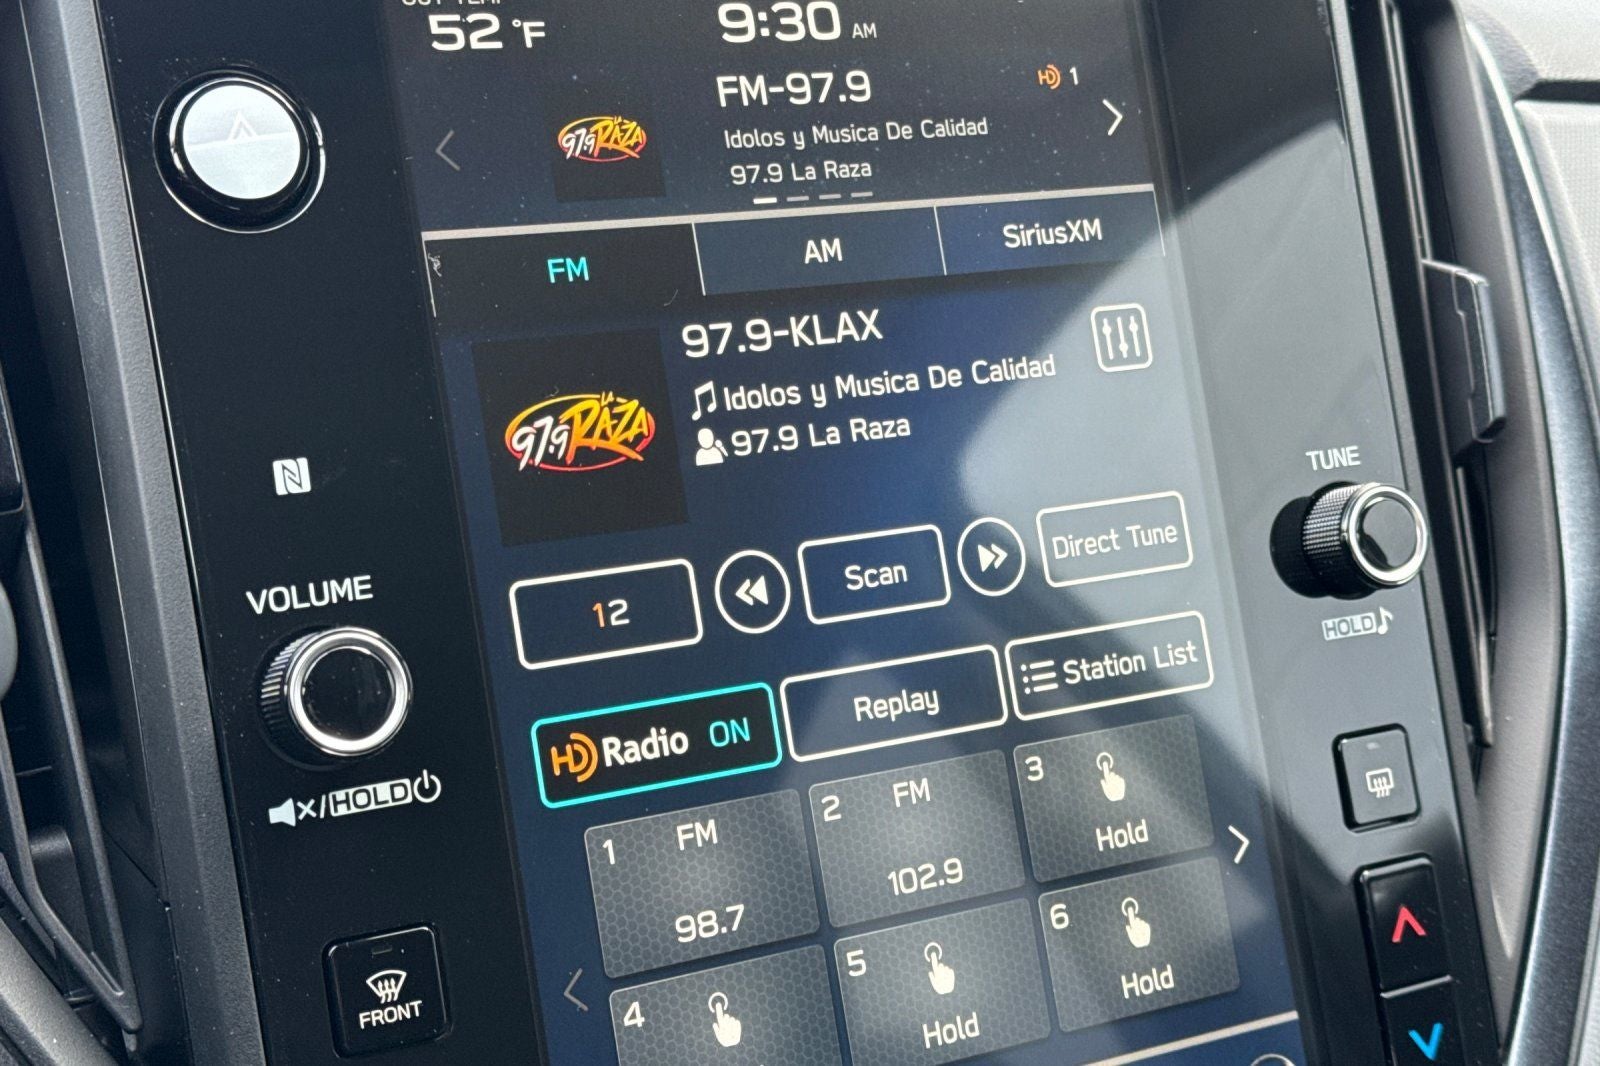 OUT TEMP
52 °F
9:30 AM
FM-97.9
HD 1
97.9 LA RAZA
Idolos y Musica De Calidad
97.9 La Raza
FM
AM
SiriusXM
97.9-KLAX
97.9 LA RAZA
Idolos y Musica De Calidad
97.9 La Raza
N
TUNE
HOLD
VOLUME
12
Scan
Direct Tune
HD Radio ON
Replay
Station List
/HOLD
1 FM
98.7
2 FM
102.9
3
Hold
4
5
Hold
6
Hold
FRONT